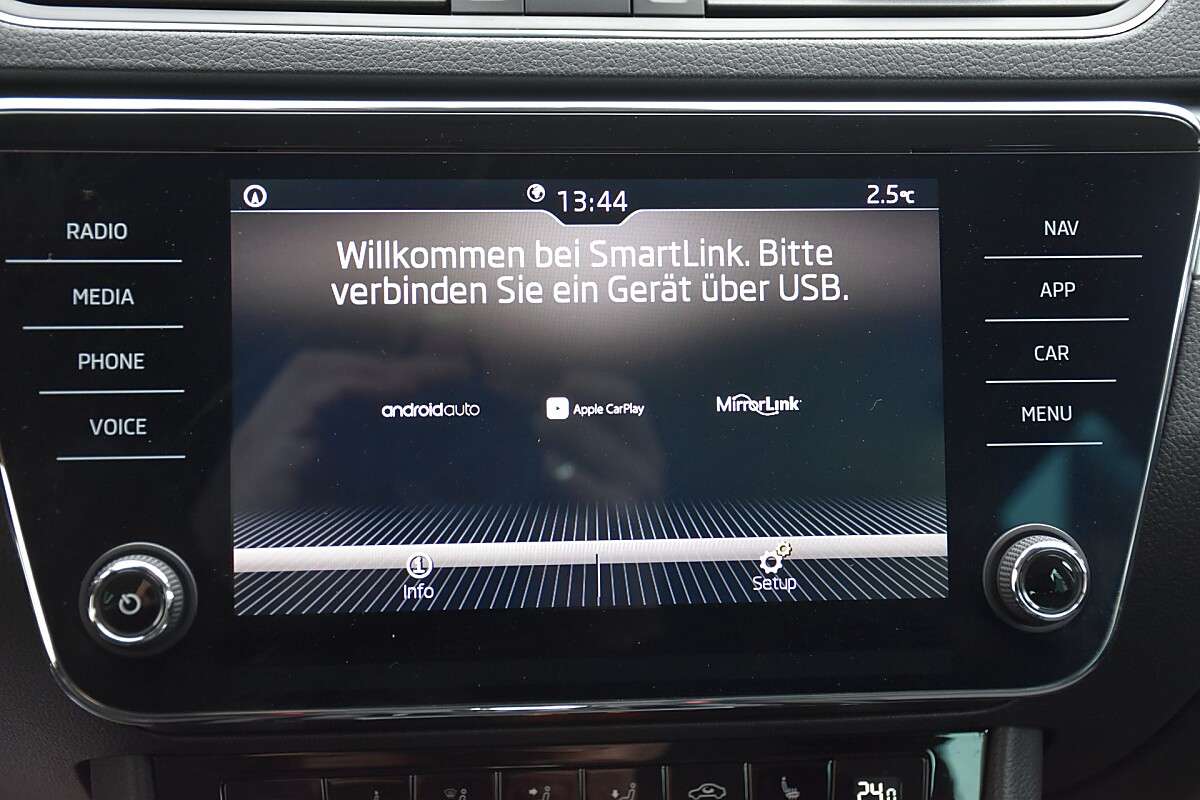 13:44
2.5°C
Willkommen bei SmartLink. Bitte
verbinden Sie ein Gerät über USB.
androidauto
Apple CarPlay
MirrorLink
Info
Setup
RADIO
MEDIA
PHONE
VOICE
NAV
APP
CAR
MENU
24.0